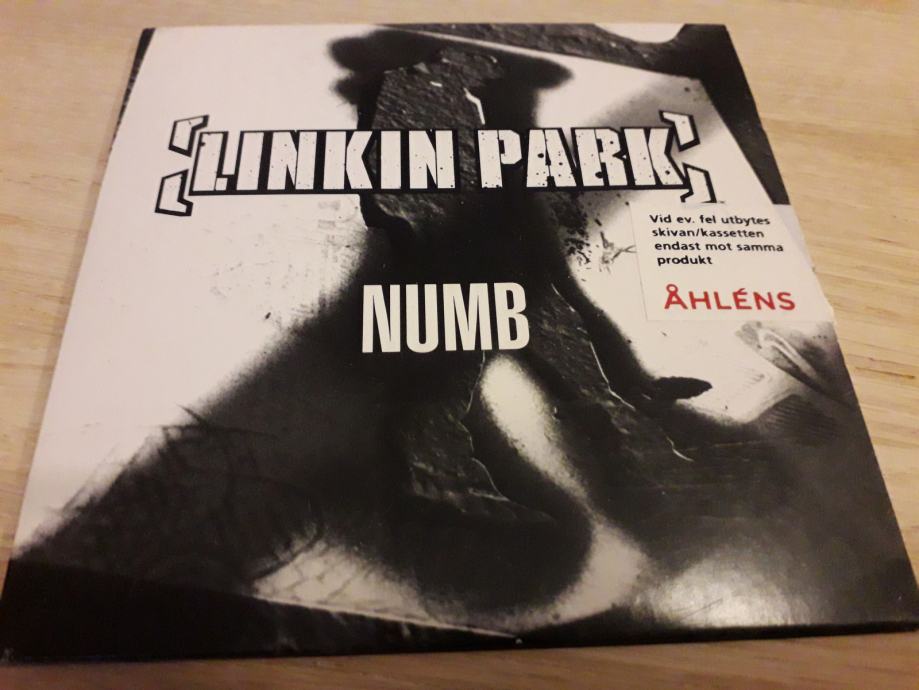 LINKIN PARK
Vid ev. fel utbytes
skivan/kassetten
endast mot samma
produkt
ÅHLÉNS
NUMB